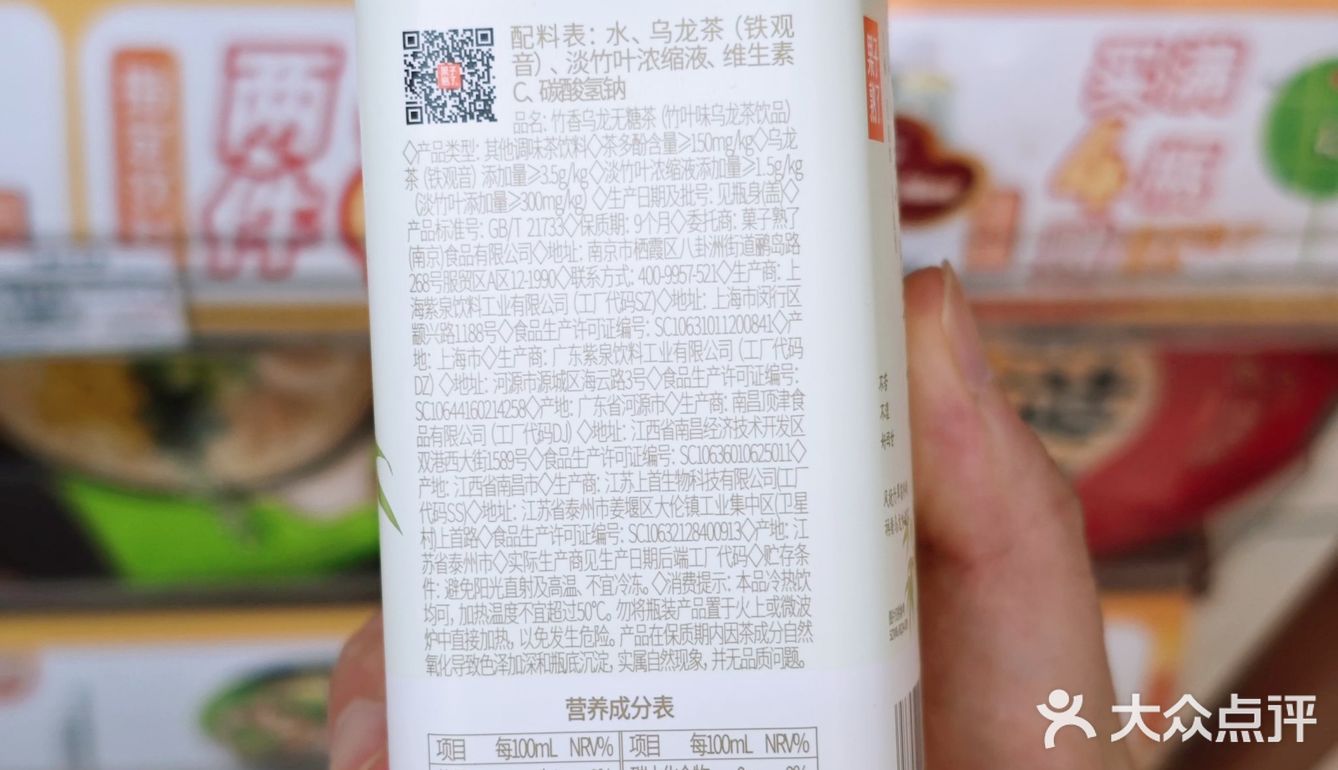 配料表：水、乌龙茶（铁观
音）、淡竹叶浓缩液、维生素
C、碳酸氢钠
品名：竹香乌龙无糖茶（竹叶味乌龙茶饮品）
◇产品类型：其他调味茶饮料◇茶多酚含量≥150mg/kg◇乌龙
茶（铁观音）添加量≥3.5g/kg◇淡竹叶浓缩液添加量≥1.5g/kg
（淡竹叶添加量≥300mg/kg）◇生产日期及批号：见瓶身(盖)◇
产品标准号：GB/T 21733◇保质期：9个月◇委托商：菓子熟了
(南京)食品有限公司◇地址：南京市栖霞区八卦洲街道鹂岛路
268号服贸区A区12-1990◇联系方式：400-9957-521◇生产商：上
海紫泉饮料工业有限公司（工厂代码SZ）◇地址：上海市闵行区
颛兴路1188号◇食品生产许可证编号：SC10631011200841◇产
地：上海市◇生产商：广东紫泉饮料工业有限公司（工厂代码
DZ）◇地址：河源市源城区海云路3号◇食品生产许可证编号：
SC10644160214258◇产地：广东省河源市◇生产商：南昌顶津食
品有限公司（工厂代码DJ）◇地址：江西省南昌经济技术开发区
双港西大街1589号◇食品生产许可证编号：SC10636010625011◇
产地：江西省南昌市◇生产商：江苏上首生物科技有限公司(工厂
代码SS)◇地址：江苏省泰州市姜堰区大伦镇工业集中区(卫星
村)上首路◇食品生产许可证编号：SC10632128400913◇产地：江
苏省泰州市◇实际生产商见生产日期后端工厂代码◇贮存条
件：避免阳光直射及高温、不宜冷冻。◇消费提示：本品冷热饮
均可，加热温度不宜超过50℃。勿将瓶装产品置于火上或微波
炉中直接加热，以免发生危险。产品在保质期内因茶成分自然
氧化导致色泽加深和瓶底沉淀，实属自然现象，并无品质问题。
营养成分表
项目 每100mL NRV% 项目 每100mL NRV%
两
件
买满
大众点评